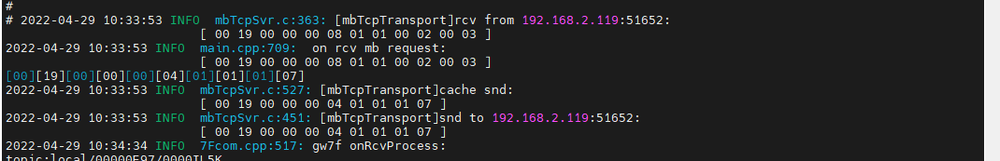 #
# 2022-04-29 10:33:53 INFO  mbTcpSvr.c:363: [mbTcpTransport]rcv from 192.168.2.119:51652:
[ 00 19 00 00 00 08 01 01 00 02 00 03 ]
2022-04-29 10:33:53 INFO  main.cpp:709:  on rcv mb request:
[ 00 19 00 00 00 08 01 01 00 02 00 03 ]
[00][19][00][00][00][04][01][01][01][07]
2022-04-29 10:33:53 INFO  mbTcpSvr.c:527: [mbTcpTransport]cache snd:
[ 00 19 00 00 00 04 01 01 01 07 ]
2022-04-29 10:33:53 INFO  mbTcpSvr.c:451: [mbTcpTransport]snd to 192.168.2.119:51652:
[ 00 19 00 00 00 04 01 01 01 07 ]
2022-04-29 10:34:34 INFO  7Fcom.cpp:517: gw7f onRcvProcess: